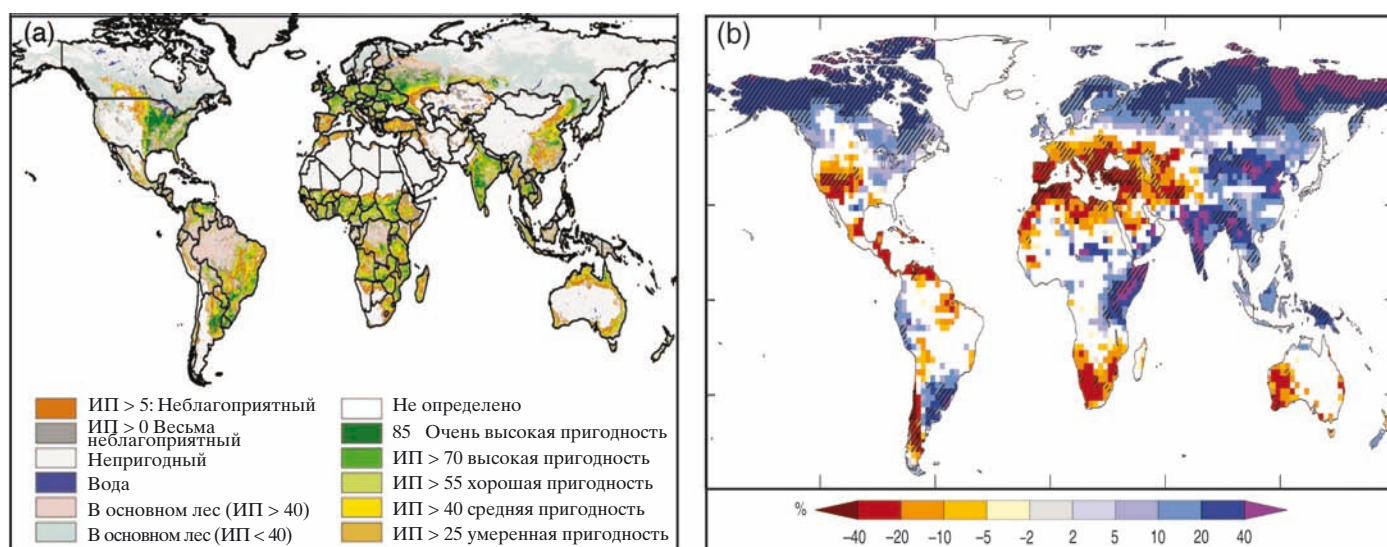 (a)
ИП > 5: Неблагоприятный
ИП > 0 Весьма
неблагоприятный
Непригодный
Вода
В основном лес (ИП > 40)
В основном лес (ИП < 40)
Не определено
85 Очень высокая пригодность
ИП > 70 высокая пригодность
ИП > 55 хорошая пригодность
ИП > 40 средняя пригодность
ИП > 25 умеренная пригодность
(b)
%
–40 –20 –10 –5 –2 2 5 10 20 40